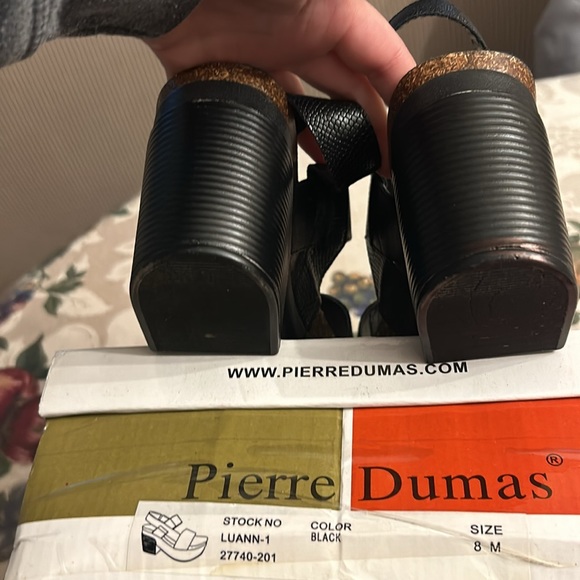 WWW.PIERREDUMAS.COM
Pierre Dumas®
STOCK NO COLOR SIZE
LUANN-1 BLACK 8 M
27740-201